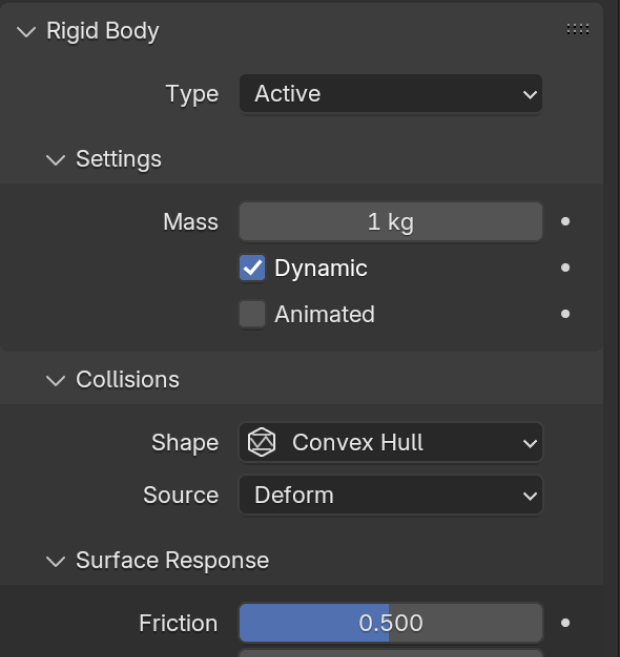 Rigid Body
Type Active
Settings
Mass 1 kg
Dynamic
Animated
Collisions
Shape Convex Hull
Source Deform
Surface Response
Friction 0.500